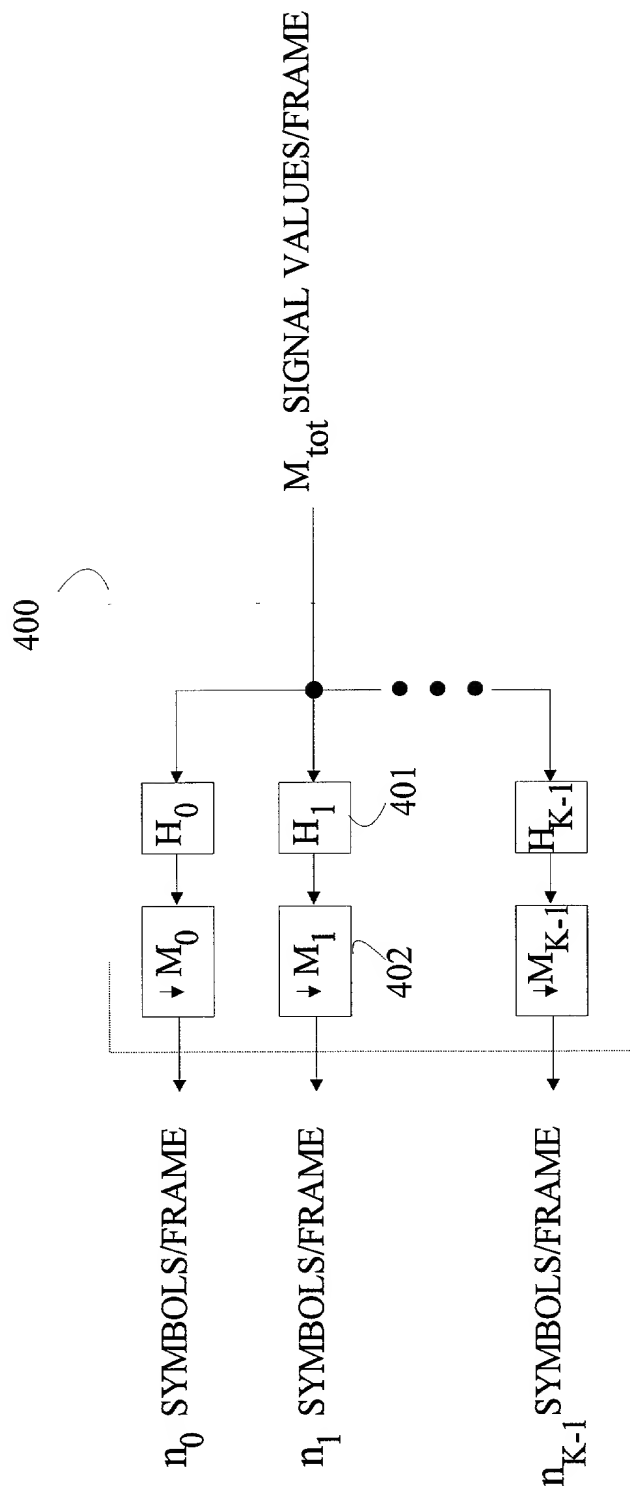 400
M_tot SIGNAL VALUES/FRAME
H_0
↓ M_0
n_0 SYMBOLS/FRAME
H_1
401
↓ M_1
402
n_1 SYMBOLS/FRAME
H_K-1
↓ M_K-1
n_K-1 SYMBOLS/FRAME